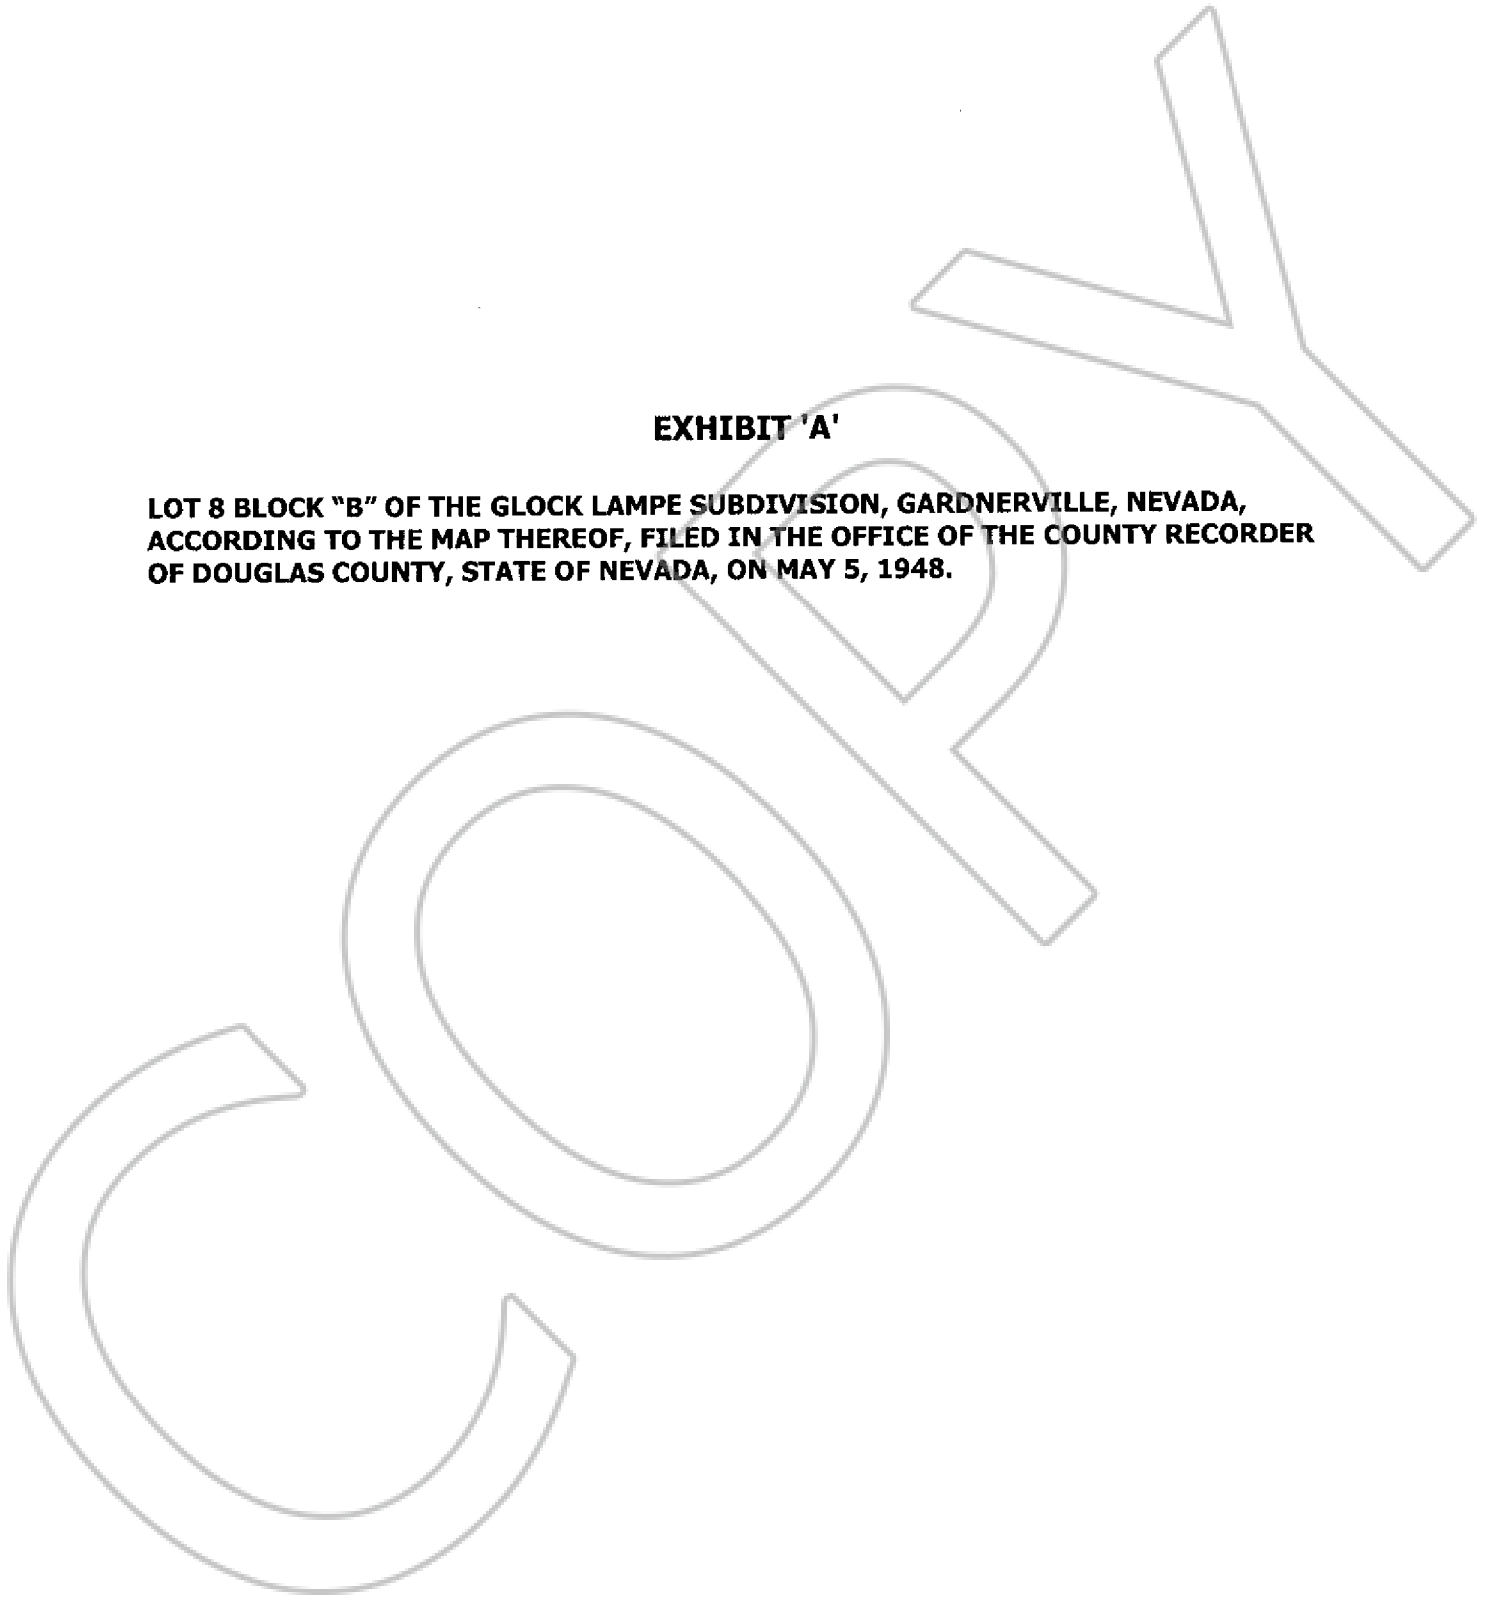 EXHIBIT 'A'
LOT 8 BLOCK “B” OF THE GLOCK LAMPE SUBDIVISION, GARDNERVILLE, NEVADA,
ACCORDING TO THE MAP THEREOF, FILED IN THE OFFICE OF THE COUNTY RECORDER
OF DOUGLAS COUNTY, STATE OF NEVADA, ON MAY 5, 1948.
COPY